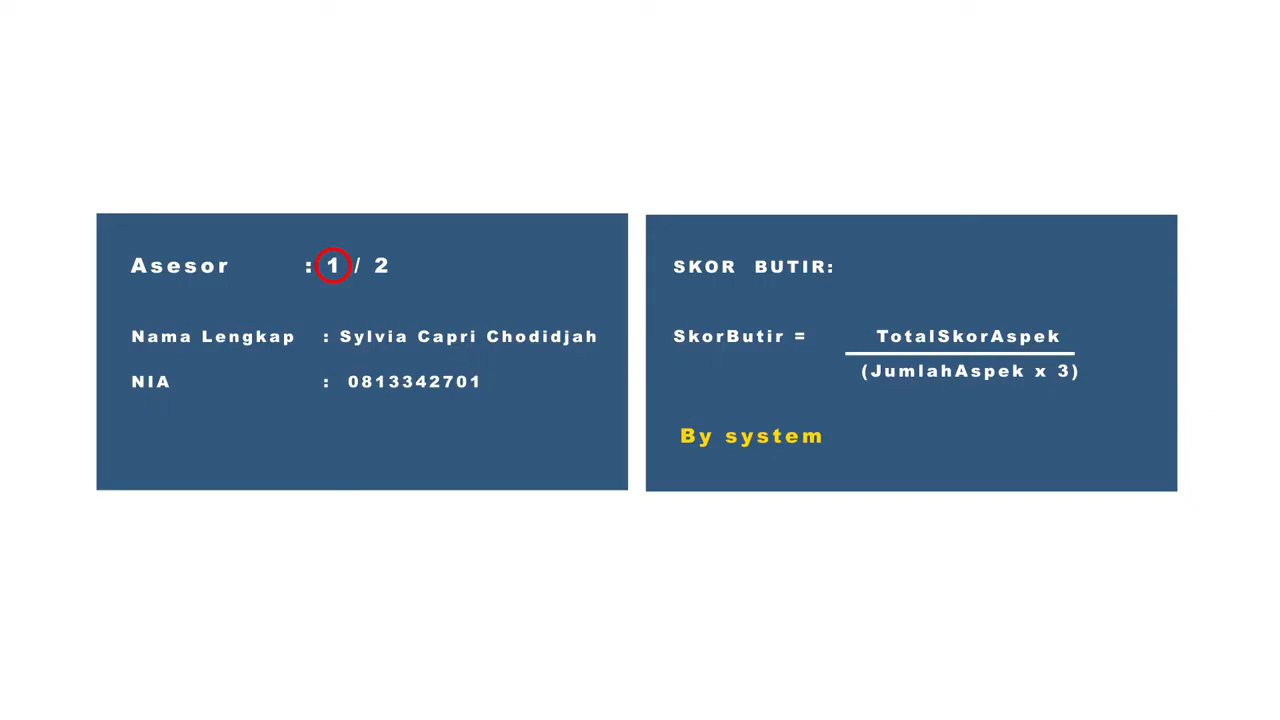 Asesor : 1 / 2
Nama Lengkap : Sylvia Capri Chodidjah
NIA : 0813342701
SKOR BUTIR:
SkorButir = TotalSkorAspek
(JumlahAspek x 3)
By system